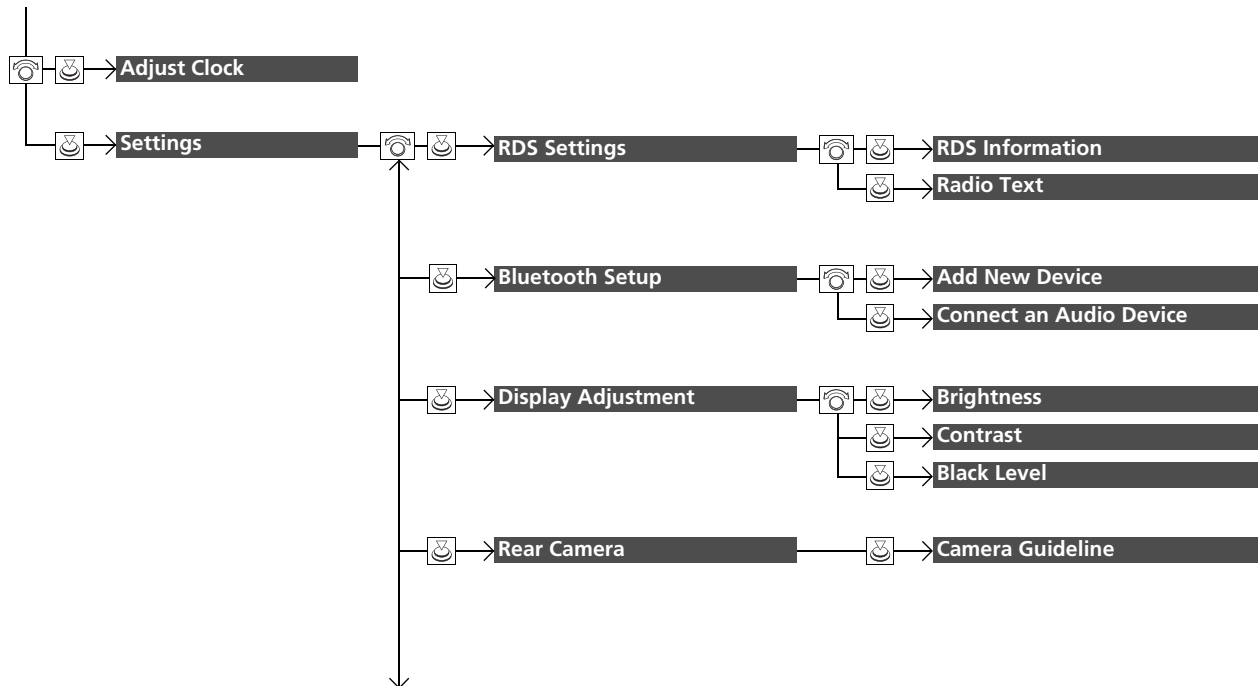 Adjust Clock
Settings
RDS Settings
RDS Information
Radio Text
Bluetooth Setup
Add New Device
Connect an Audio Device
Display Adjustment
Brightness
Contrast
Black Level
Rear Camera
Camera Guideline